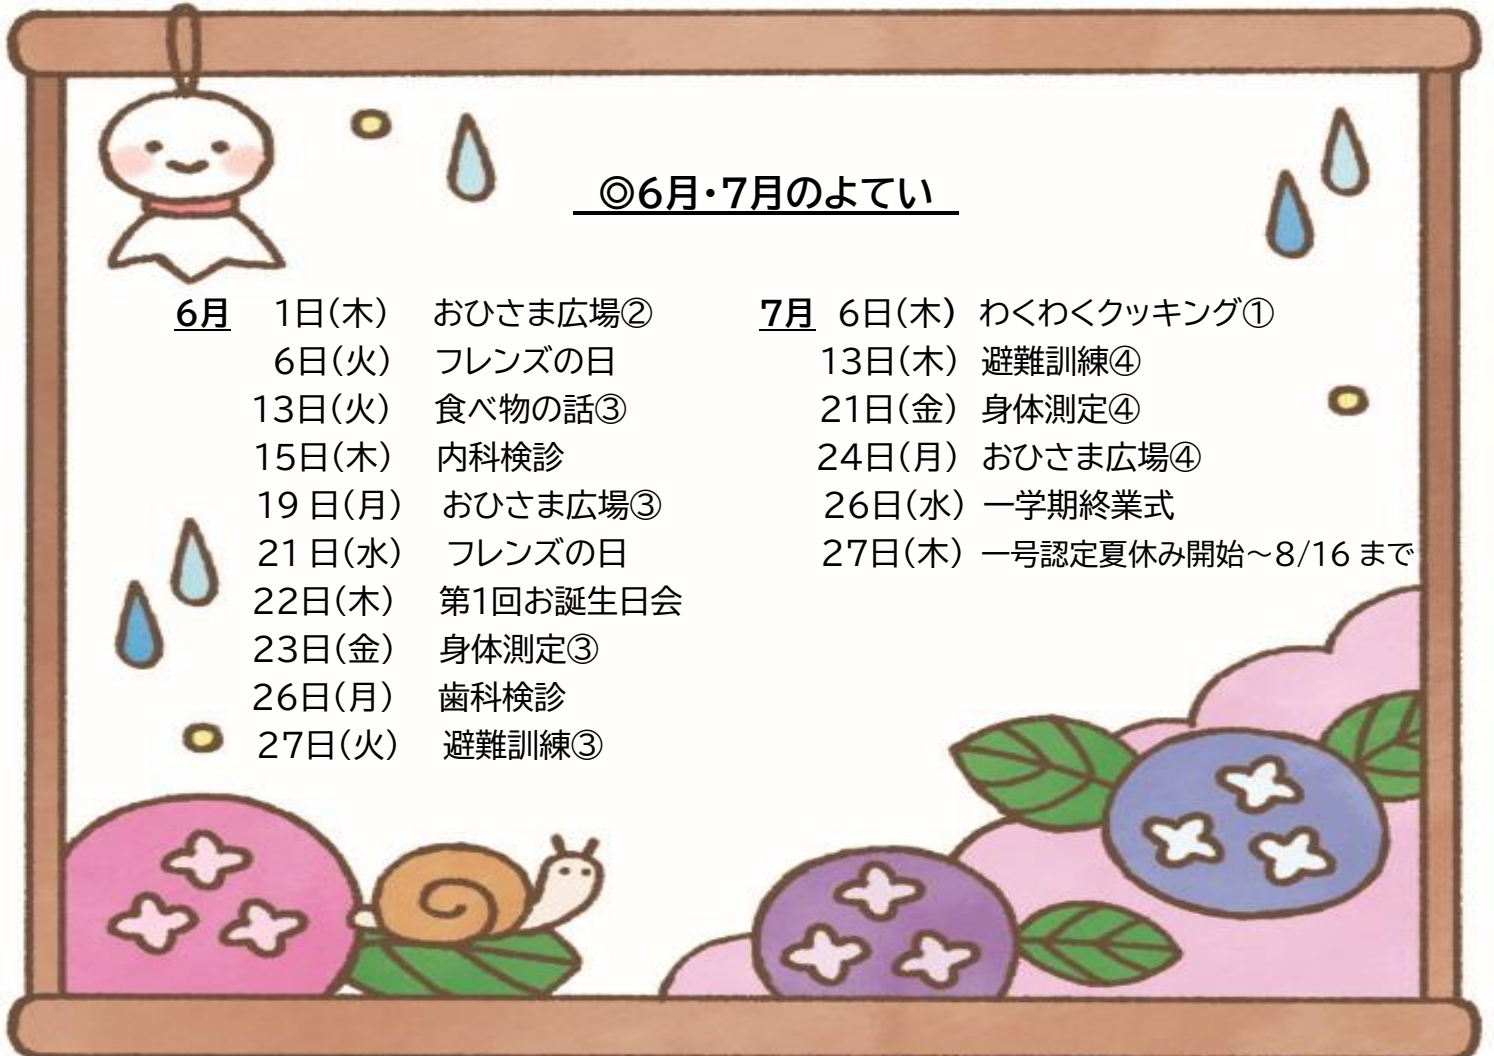 ◎6月・7月のよてい
6月 1日(木) おひさま広場②
6日(火) フレンズの日
13日(火) 食べ物の話③
15日(木) 内科検診
19日(月) おひさま広場③
21日(水) フレンズの日
22日(木) 第1回お誕生日会
23日(金) 身体測定③
26日(月) 歯科検診
27日(火) 避難訓練③
7月 6日(木) わくわくクッキング①
13日(木) 避難訓練④
21日(金) 身体測定④
24日(月) おひさま広場④
26日(水) 一学期終業式
27日(木) 一号認定夏休み開始～8/16まで